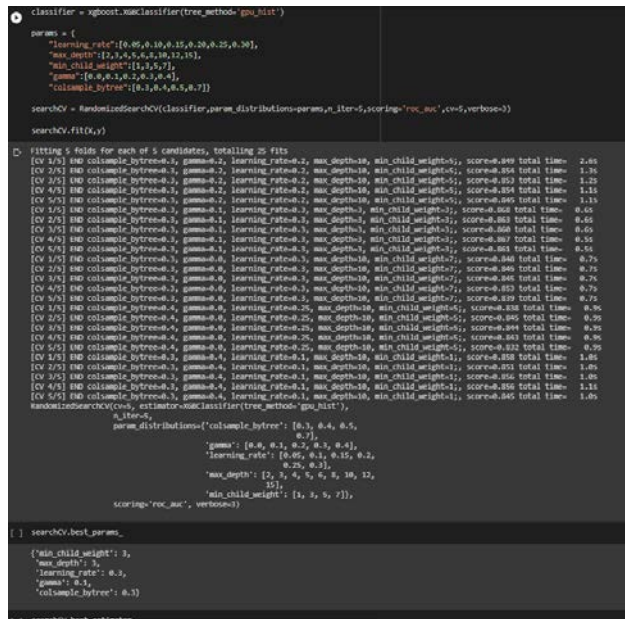 classifier = xgboost.XGBClassifier(tree_method='gpu_hist')
params = {
"learning_rate":[0.05,0.10,0.15,0.20,0.25,0.30],
"max_depth":[2,3,4,5,6,8,10,12,15],
"min_child_weight":[1,3,5,7],
"gamma":[0.0,0.1,0.2,0.3,0.4],
"colsample_bytree":[0.3,0.4,0.5,0.7]}
searchCV = RandomizedSearchCV(classifier,param_distributions=params,n_iter=5,scoring='roc_auc',cv=5,verbose=3)
searchCV.fit(X,y)
Fitting 5 folds for each of 5 candidates, totalling 25 fits
[CV 1/5] END colsample_bytree=0.3, gamma=0.2, learning_rate=0.2, max_depth=10, min_child_weight=5;, score=0.849 total time= 2.6s
[CV 2/5] END colsample_bytree=0.3, gamma=0.2, learning_rate=0.2, max_depth=10, min_child_weight=5;, score=0.854 total time= 1.3s
[CV 3/5] END colsample_bytree=0.3, gamma=0.2, learning_rate=0.2, max_depth=10, min_child_weight=5;, score=0.853 total time= 1.2s
[CV 4/5] END colsample_bytree=0.3, gamma=0.2, learning_rate=0.2, max_depth=10, min_child_weight=5;, score=0.854 total time= 1.1s
[CV 5/5] END colsample_bytree=0.3, gamma=0.2, learning_rate=0.2, max_depth=10, min_child_weight=5;, score=0.845 total time= 1.1s
[CV 1/5] END colsample_bytree=0.3, gamma=0.1, learning_rate=0.3, max_depth=3, min_child_weight=3;, score=0.868 total time= 0.6s
[CV 2/5] END colsample_bytree=0.3, gamma=0.1, learning_rate=0.3, max_depth=3, min_child_weight=3;, score=0.863 total time= 0.6s
[CV 3/5] END colsample_bytree=0.3, gamma=0.1, learning_rate=0.3, max_depth=3, min_child_weight=3;, score=0.860 total time= 0.6s
[CV 4/5] END colsample_bytree=0.3, gamma=0.1, learning_rate=0.3, max_depth=3, min_child_weight=3;, score=0.867 total time= 0.5s
[CV 5/5] END colsample_bytree=0.3, gamma=0.1, learning_rate=0.3, max_depth=3, min_child_weight=3;, score=0.861 total time= 0.5s
[CV 1/5] END colsample_bytree=0.3, gamma=0.0, learning_rate=0.3, max_depth=10, min_child_weight=7;, score=0.848 total time= 0.7s
[CV 2/5] END colsample_bytree=0.3, gamma=0.0, learning_rate=0.3, max_depth=10, min_child_weight=7;, score=0.845 total time= 0.7s
[CV 3/5] END colsample_bytree=0.3, gamma=0.0, learning_rate=0.3, max_depth=10, min_child_weight=7;, score=0.845 total time= 0.7s
[CV 4/5] END colsample_bytree=0.3, gamma=0.0, learning_rate=0.3, max_depth=10, min_child_weight=7;, score=0.853 total time= 0.7s
[CV 5/5] END colsample_bytree=0.3, gamma=0.0, learning_rate=0.3, max_depth=10, min_child_weight=7;, score=0.839 total time= 0.7s
[CV 1/5] END colsample_bytree=0.4, gamma=0.0, learning_rate=0.25, max_depth=10, min_child_weight=5;, score=0.838 total time= 0.9s
[CV 2/5] END colsample_bytree=0.4, gamma=0.0, learning_rate=0.25, max_depth=10, min_child_weight=5;, score=0.845 total time= 0.9s
[CV 3/5] END colsample_bytree=0.4, gamma=0.0, learning_rate=0.25, max_depth=10, min_child_weight=5;, score=0.844 total time= 0.9s
[CV 4/5] END colsample_bytree=0.4, gamma=0.0, learning_rate=0.25, max_depth=10, min_child_weight=5;, score=0.843 total time= 0.9s
[CV 5/5] END colsample_bytree=0.4, gamma=0.0, learning_rate=0.25, max_depth=10, min_child_weight=5;, score=0.832 total time= 0.9s
[CV 1/5] END colsample_bytree=0.3, gamma=0.4, learning_rate=0.1, max_depth=10, min_child_weight=1;, score=0.858 total time= 1.0s
[CV 2/5] END colsample_bytree=0.3, gamma=0.4, learning_rate=0.1, max_depth=10, min_child_weight=1;, score=0.851 total time= 1.0s
[CV 3/5] END colsample_bytree=0.3, gamma=0.4, learning_rate=0.1, max_depth=10, min_child_weight=1;, score=0.856 total time= 1.0s
[CV 4/5] END colsample_bytree=0.3, gamma=0.4, learning_rate=0.1, max_depth=10, min_child_weight=1;, score=0.856 total time= 1.1s
[CV 5/5] END colsample_bytree=0.3, gamma=0.4, learning_rate=0.1, max_depth=10, min_child_weight=1;, score=0.845 total time= 1.0s
RandomizedSearchCV(cv=5, estimator=XGBClassifier(tree_method='gpu_hist'),
n_iter=5,
param_distributions={'colsample_bytree': [0.3, 0.4, 0.5,
0.7],
'gamma': [0.0, 0.1, 0.2, 0.3, 0.4],
'learning_rate': [0.05, 0.1, 0.15, 0.2,
0.25, 0.3],
'max_depth': [2, 3, 4, 5, 6, 8, 10, 12,
15],
'min_child_weight': [1, 3, 5, 7]},
scoring='roc_auc', verbose=3)
[ ] searchCV.best_params_
{'min_child_weight': 3,
'max_depth': 3,
'learning_rate': 0.3,
'gamma': 0.1,
'colsample_bytree': 0.3}